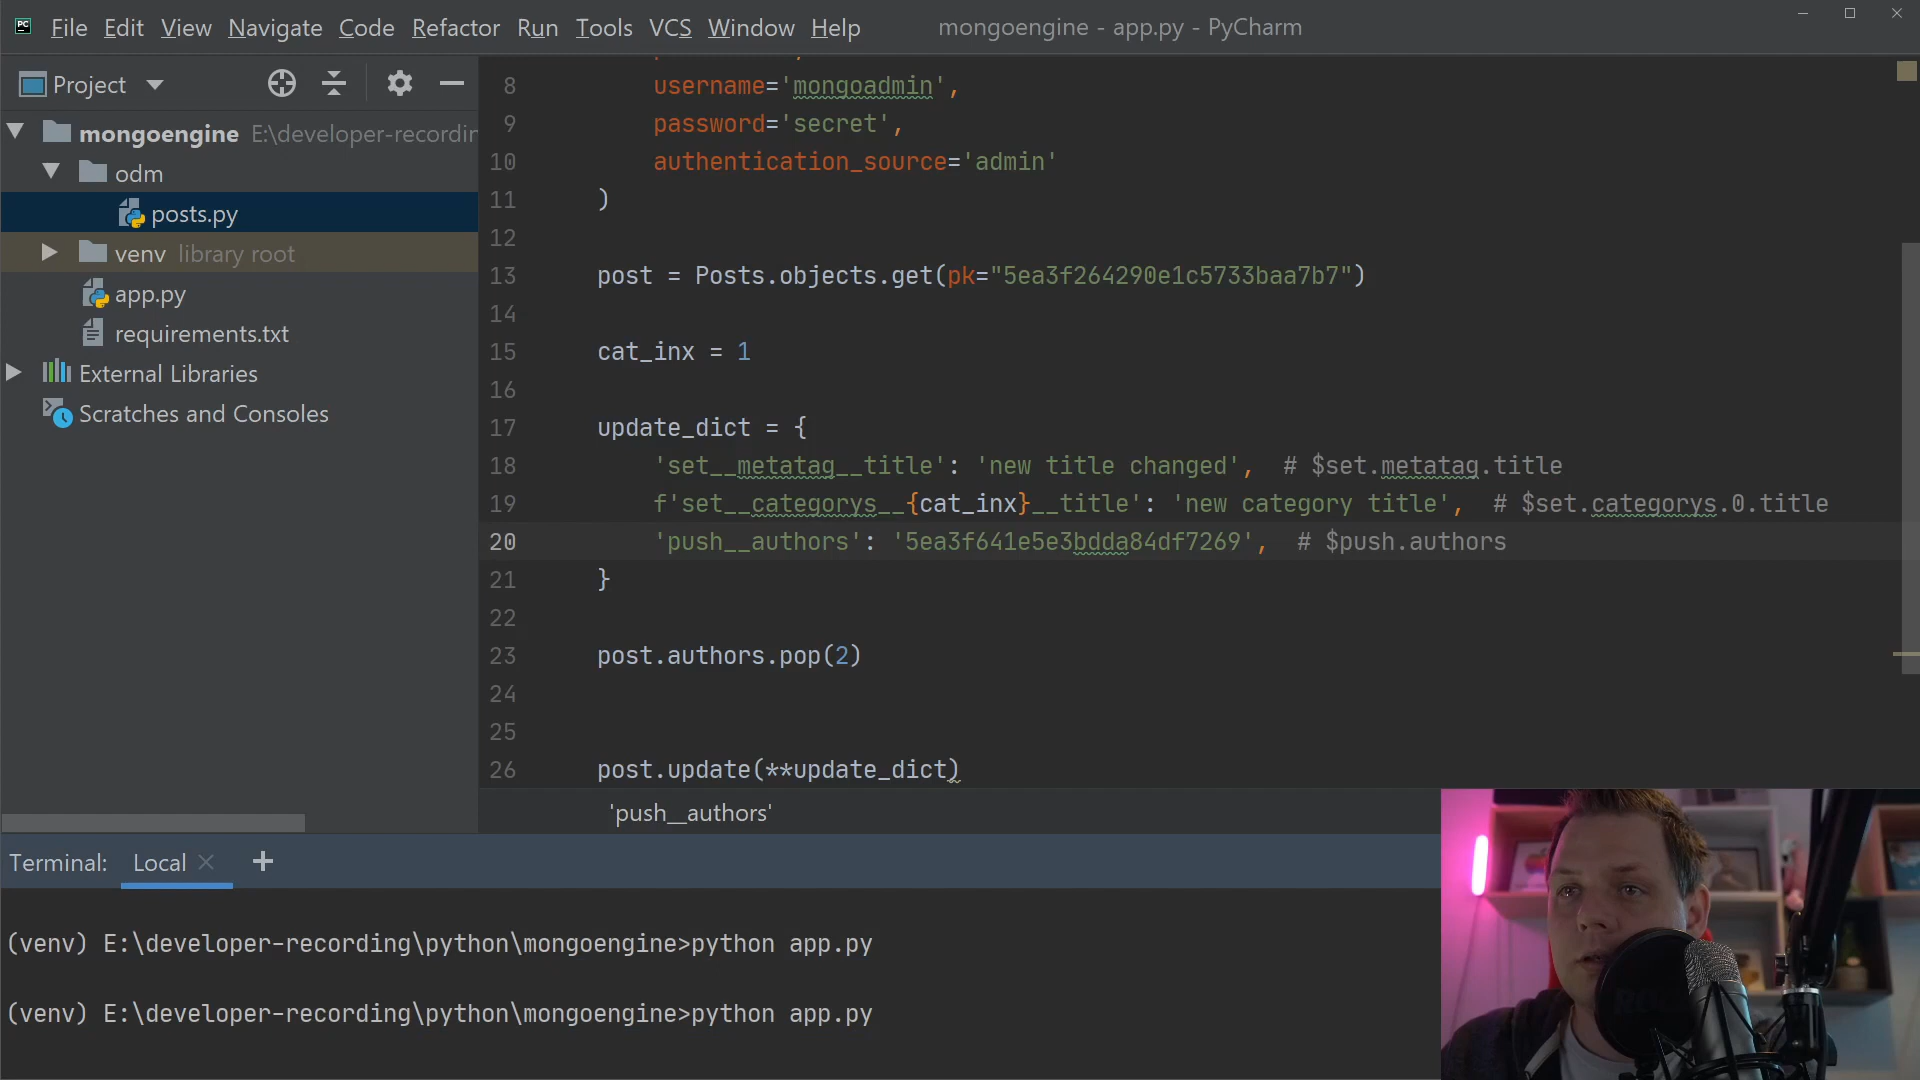 PC File Edit View Navigate Code Refactor Run Tools VCS Window Help mongoengine - app.py - PyCharm
Project
mongoengine E:\developer-recordin
odm
posts.py
venv library root
app.py
requirements.txt
External Libraries
Scratches and Consoles
8 username='mongoadmin',
9 password='secret',
10 authentication_source='admin'
11 )
12
13 post = Posts.objects.get(pk="5ea3f264290e1c5733baa7b7")
14
15 cat_inx = 1
16
17 update_dict = {
18 'set__metatag__title': 'new title changed', # $set.metatag.title
19 f'set__categorys__{cat_inx}__title': 'new category title', # $set.categorys.0.title
20 'push__authors': '5ea3f641e5e3bdda84df7269', # $push.authors
21 }
22
23 post.authors.pop(2)
24
25
26 post.update(**update_dict)
'push__authors'
Terminal: Local × +
(venv) E:\developer-recording\python\mongoengine>python app.py
(venv) E:\developer-recording\python\mongoengine>python app.py